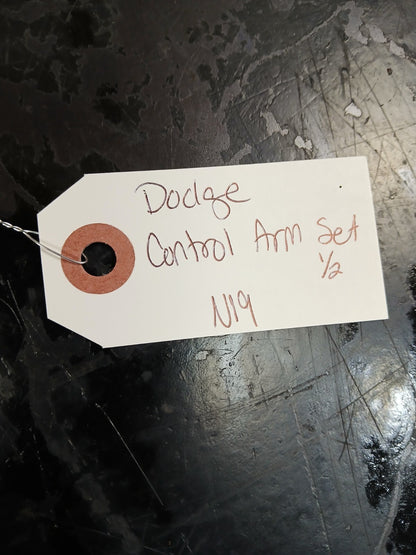 Dodge
Control Arm Set
1/2
N19